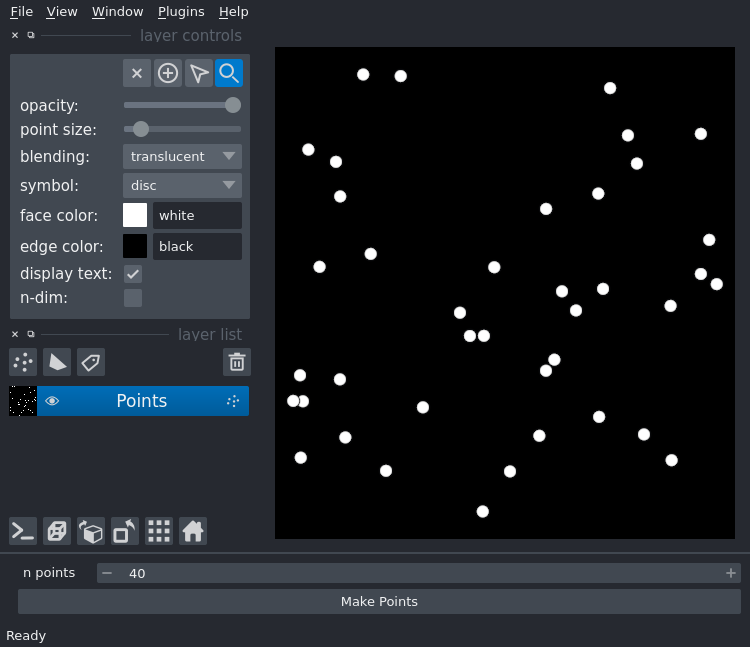 File View Window Plugins Help
layer controls
opacity:
point size:
blending: translucent
symbol: disc
face color: white
edge color: black
display text:
n-dim:
layer list
Points
n points 40
Make Points
Ready